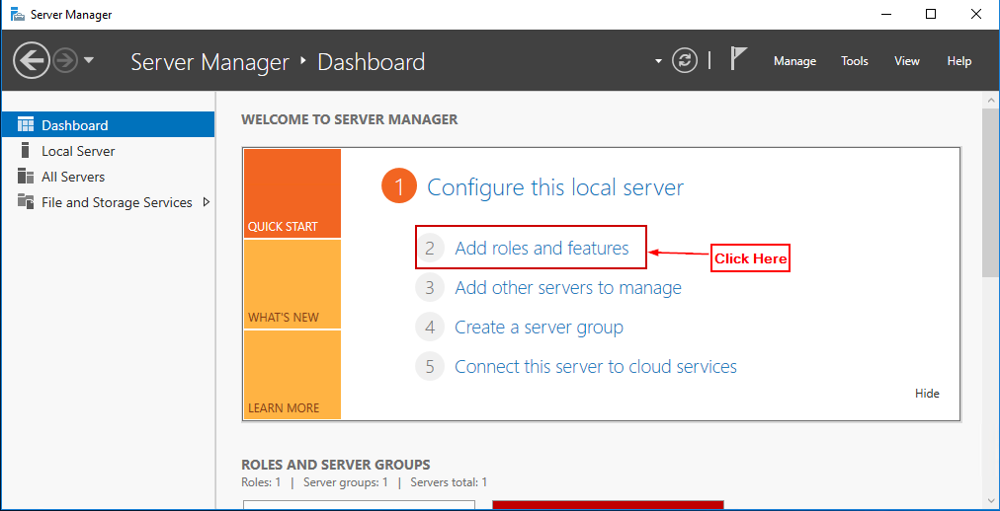 Server Manager
Server Manager ‣ Dashboard
Manage Tools View Help
Dashboard
Local Server
All Servers
File and Storage Services
WELCOME TO SERVER MANAGER
QUICK START
WHAT'S NEW
LEARN MORE
1 Configure this local server
2 Add roles and features
Click Here
3 Add other servers to manage
4 Create a server group
5 Connect this server to cloud services
Hide
ROLES AND SERVER GROUPS
Roles: 1 | Server groups: 1 | Servers total: 1